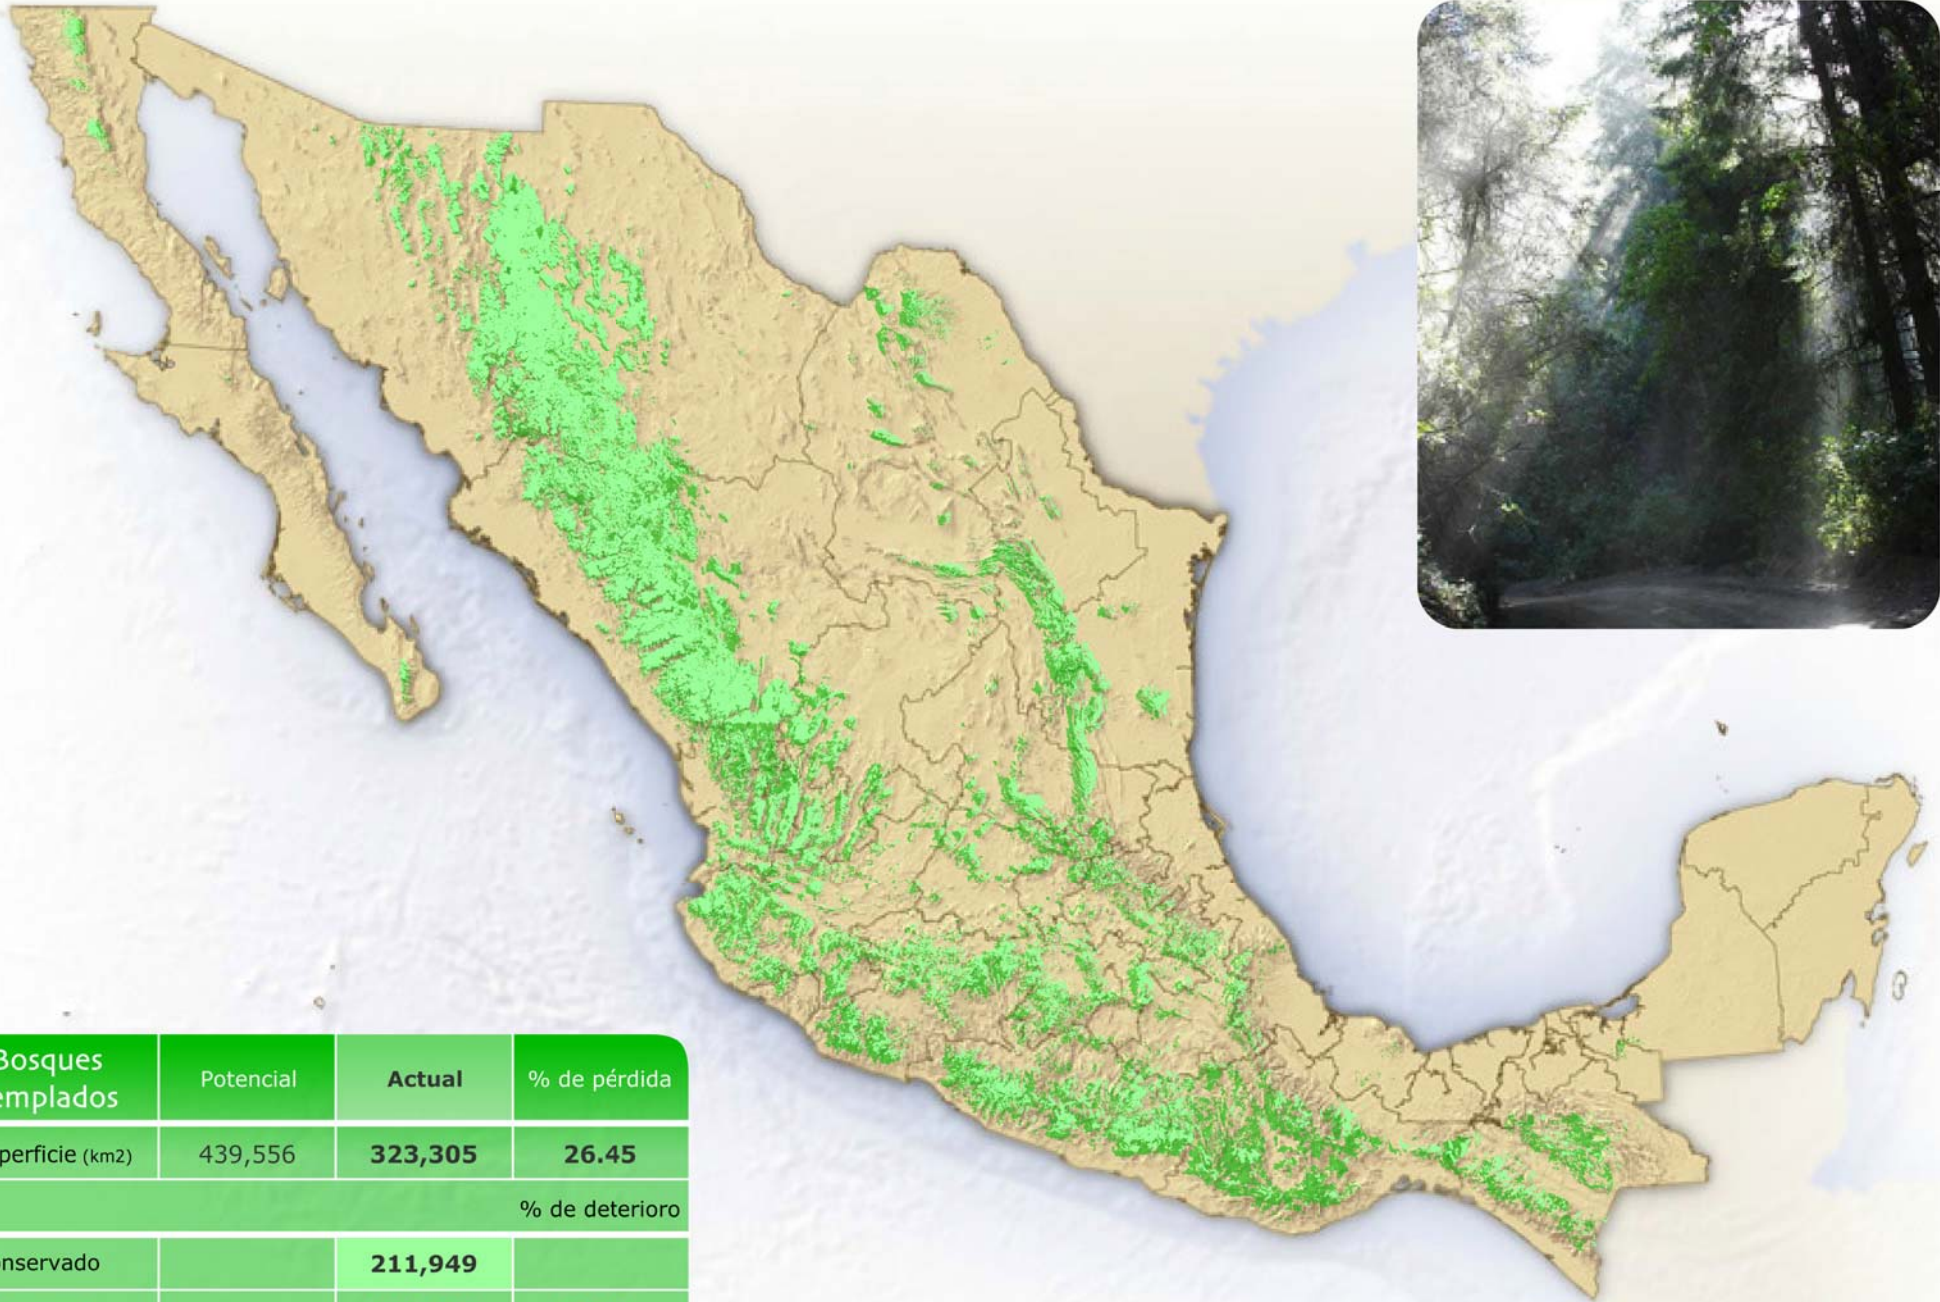 Bosques
emplados
Potencial
Actual
% de pérdida
perficie (km2)
439,556
323,305
26.45
% de deterioro
nservado
211,949